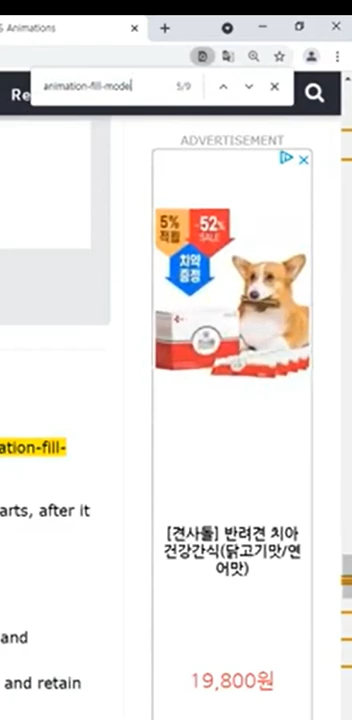 S Animations
animation-fill-mode
5/9
Re
ADVERTISEMENT
5%
적립
-52%
SALE
치약
증정
ation-fill-
arts, after it
[견사돌] 반려견 치아
건강간식(닭고기맛/연
어맛)
and
and retain
19,800원